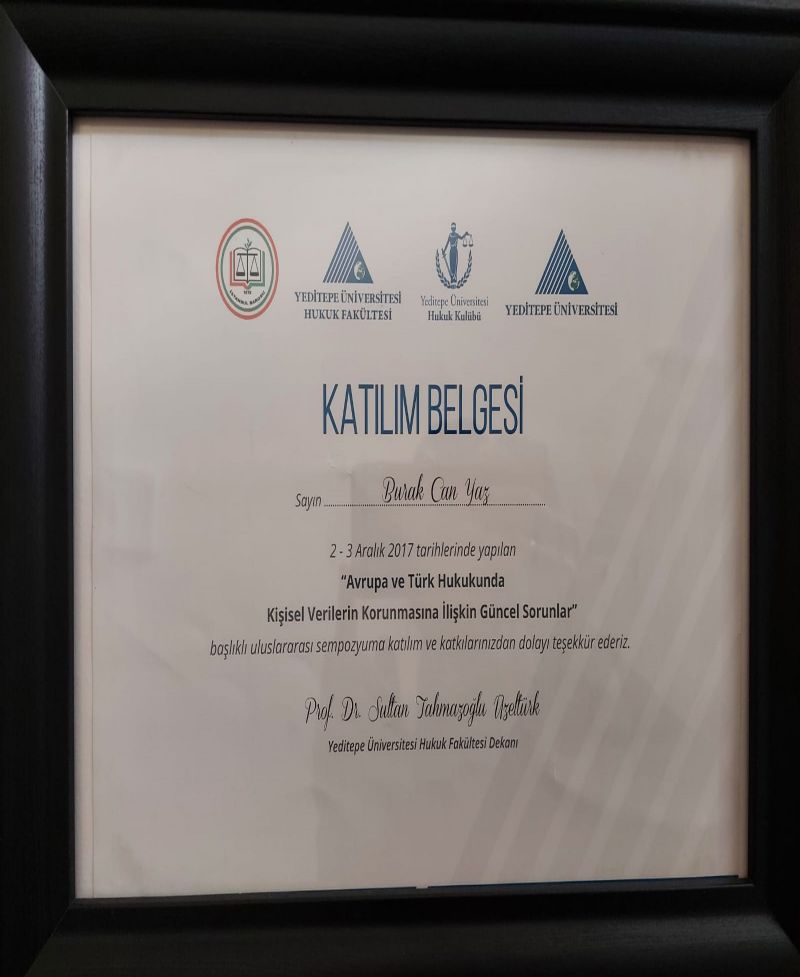 1878
İSTANBUL BAROSU
YEDİTEPE ÜNİVERSİTESİ
HUKUK FAKÜLTESİ
Yeditepe Üniversitesi
Hukuk Kulübü
YEDİTEPE ÜNİVERSİTESİ
KATILIM BELGESİ
Sayın Burak Can Yaz
2 - 3 Aralık 2017 tarihlerinde yapılan
“Avrupa ve Türk Hukukunda
Kişisel Verilerin Korunmasına İlişkin Güncel Sorunlar”
başlıklı uluslararası sempozyuma katılım ve katkılarınızdan dolayı teşekkür ederiz.
Prof. Dr. Sultan Tahmazoğlu Üzeltürk
Yeditepe Üniversitesi Hukuk Fakültesi Dekanı